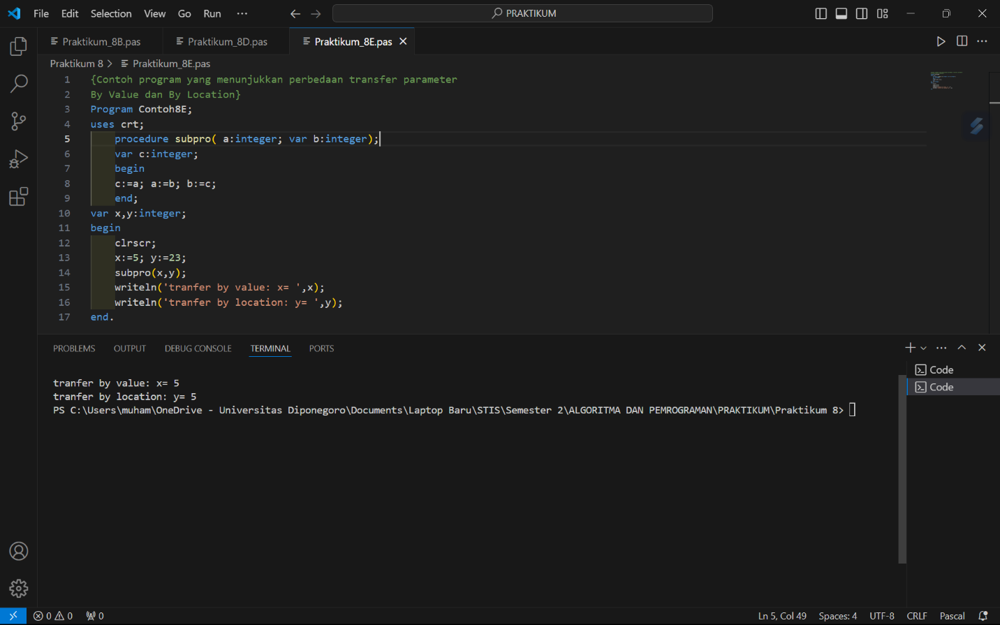 File Edit Selection View Go Run ··· PRAKTIKUM
Praktikum_8B.pas Praktikum_8D.pas Praktikum_8E.pas
Praktikum 8 > Praktikum_8E.pas
1 {Contoh program yang menunjukkan perbedaan transfer parameter
2 By Value dan By Location}
3 Program Contoh8E;
4 uses crt;
5 procedure subpro( a:integer; var b:integer);
6 var c:integer;
7 begin
8 c:=a; a:=b; b:=c;
9 end;
10 var x,y:integer;
11 begin
12 clrscr;
13 x:=5; y:=23;
14 subpro(x,y);
15 writeln('tranfer by value: x= ',x);
16 writeln('tranfer by location: y= ',y);
17 end.
PROBLEMS OUTPUT DEBUG CONSOLE TERMINAL PORTS
Code
Code
tranfer by value: x= 5
tranfer by location: y= 5
PS C:\Users\muham\OneDrive - Universitas Diponegoro\Documents\Laptop Baru\STIS\Semester 2\ALGORITMA DAN PEMROGRAMAN\PRAKTIKUM\Praktikum 8>
0 0 0 Ln 5, Col 49 Spaces: 4 UTF-8 CRLF Pascal